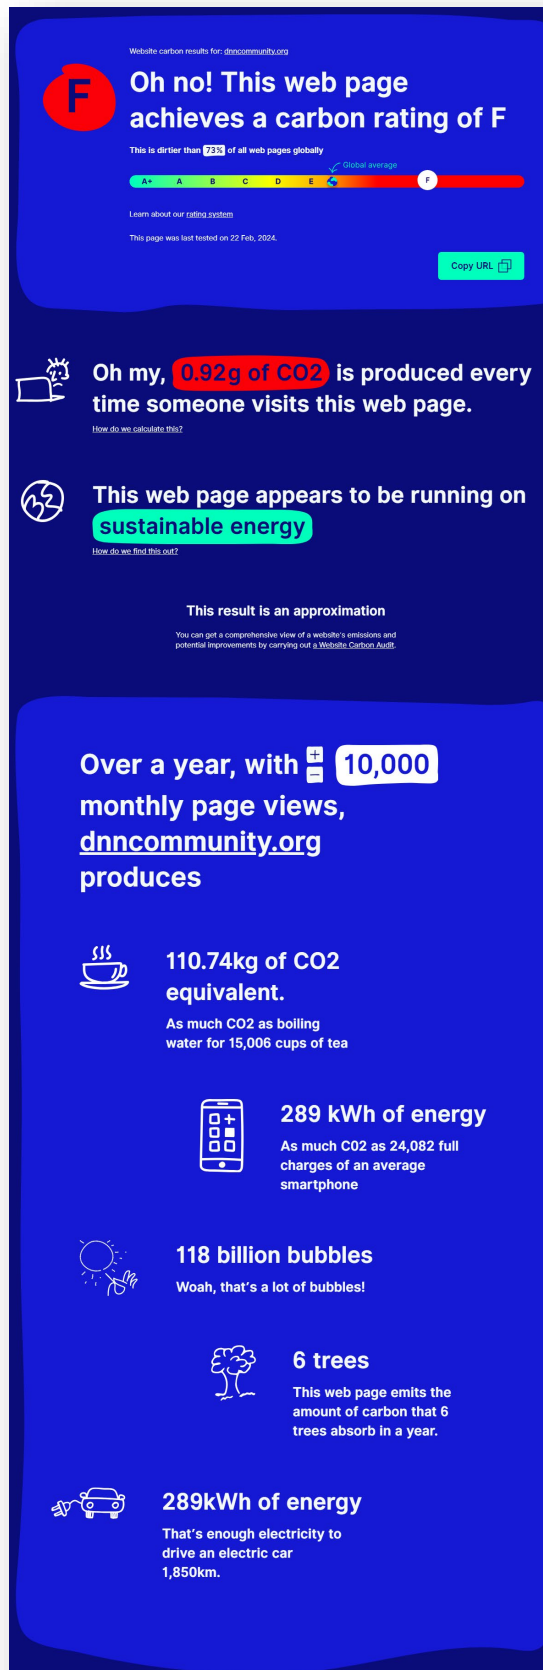 Website carbon results for: dnncommunity.org
F
Oh no! This web page
achieves a carbon rating of F
This is dirtier than 73% of all web pages globally
Global average
A+ A B C D E F
Learn about our rating system
This page was last tested on 22 Feb, 2024.
Copy URL
Oh my, 0.92g of CO2 is produced every
time someone visits this web page.
How do we calculate this?
This web page appears to be running on
sustainable energy
How do we find this out?
This result is an approximation
You can get a comprehensive view of a website's emissions and
potential improvements by carrying out a Website Carbon Audit.
Over a year, with + − 10,000
monthly page views,
dnncommunity.org
produces
110.74kg of CO2
equivalent.
As much CO2 as boiling
water for 15,006 cups of tea
289 kWh of energy
As much C02 as 24,082 full
charges of an average
smartphone
118 billion bubbles
Woah, that's a lot of bubbles!
6 trees
This web page emits the
amount of carbon that 6
trees absorb in a year.
289kWh of energy
That's enough electricity to
drive an electric car
1,850km.